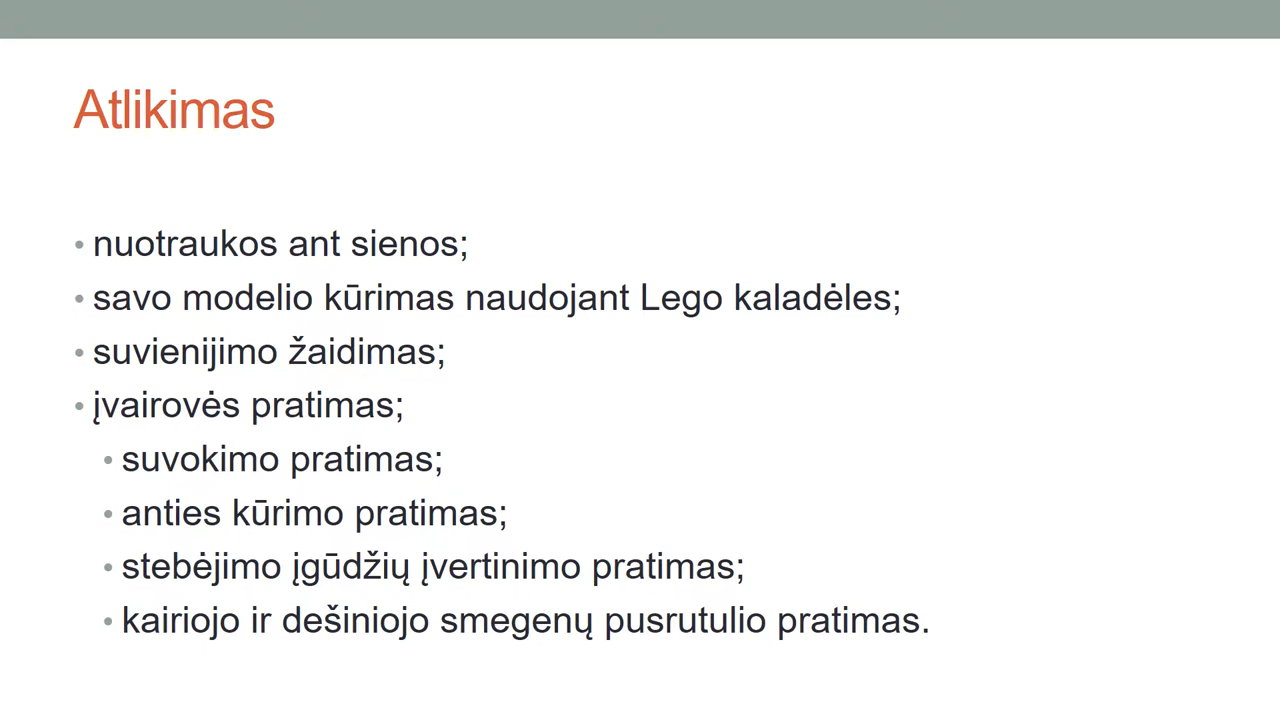 Atlikimas
• nuotraukos ant sienos;
• savo modelio kūrimas naudojant Lego kaladėles;
• suvienijimo žaidimas;
• įvairovės pratimas;
• suvokimo pratimas;
• anties kūrimo pratimas;
• stebėjimo įgūdžių įvertinimo pratimas;
• kairiojo ir dešiniojo smegenų pusrutulio pratimas.